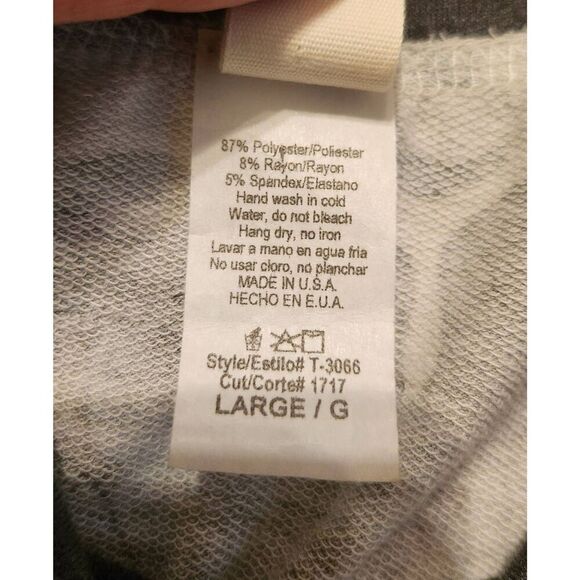 87% Polyester/Poliester
8% Rayon/Rayon
5% Spandex/Elastano
Hand wash in cold
Water, do not bleach
Hang dry, no iron
Lavar a mano en agua fria
No usar cloro, no planchar
MADE IN U.S.A.
HECHO EN E.U.A.
Style/Estilo# T-3066
Cut/Corte# 1717
LARGE / G